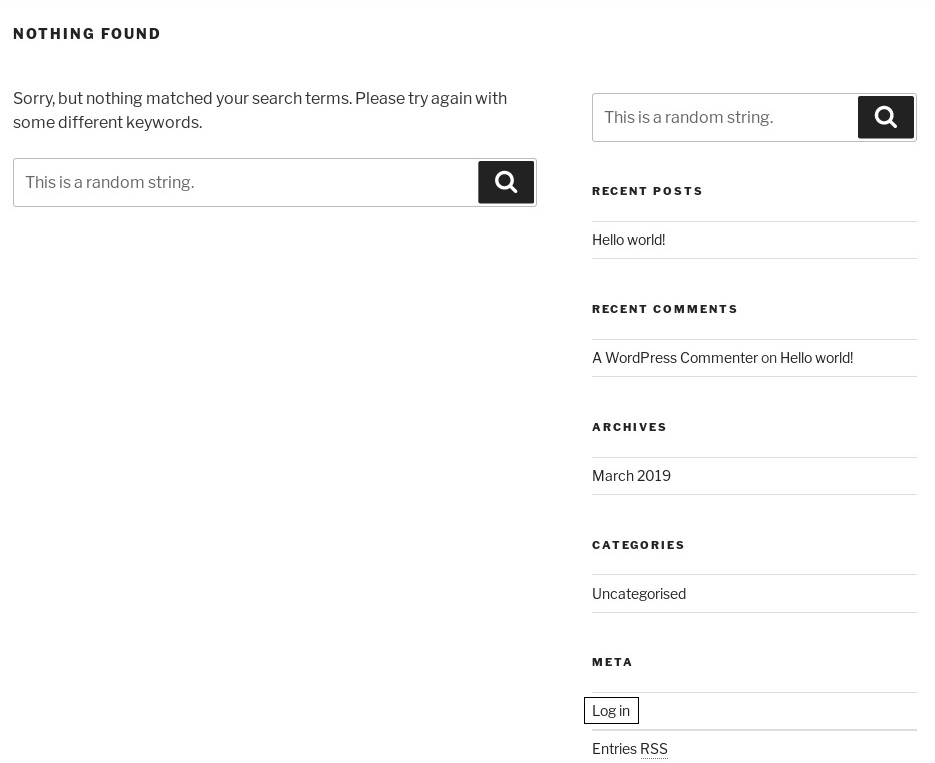 NOTHING FOUND
Sorry, but nothing matched your search terms. Please try again with
some different keywords.
This is a random string.
This is a random string.
RECENT POSTS
Hello world!
RECENT COMMENTS
A WordPress Commenter on Hello world!
ARCHIVES
March 2019
CATEGORIES
Uncategorised
META
Log in
Entries RSS